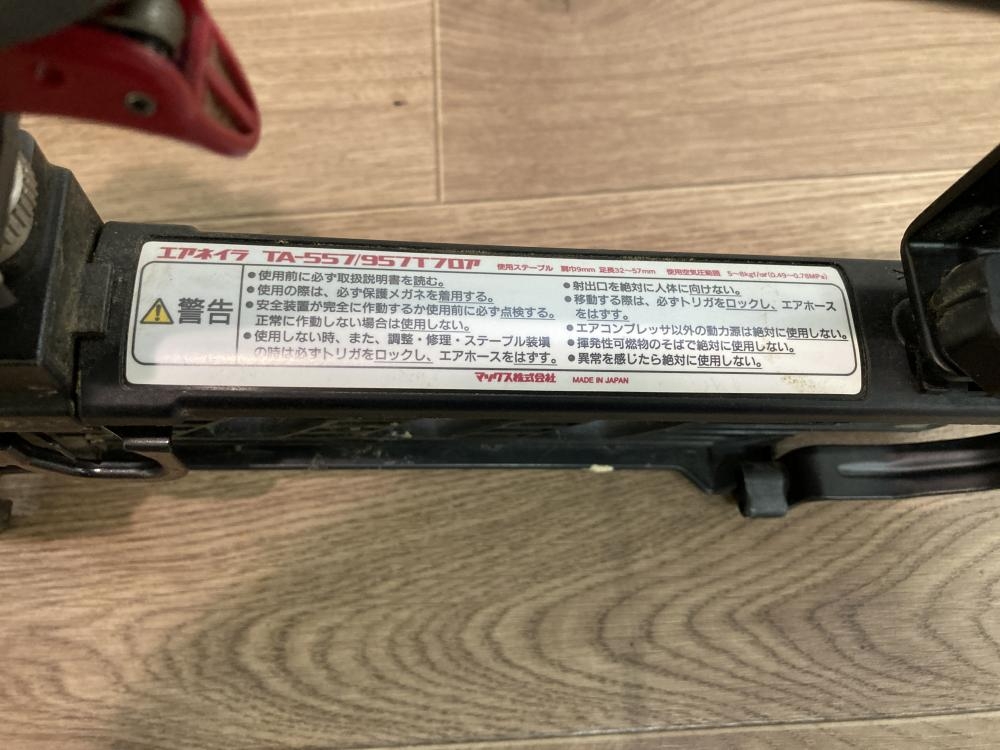 エアネイラ TA-557/957Tフロア 使用ステープル 肩巾9mm 足長32〜57mm 使用空気圧範囲 5〜8kgf/㎠(0.49〜0.78MPa)
警告
●使用前に必ず取扱説明書を読む。
●使用の際は、必ず保護メガネを着用する。
●安全装置が完全に作動するか使用前に必ず点検する。
正常に作動しない場合は使用しない。
●使用しない時、また、調整・修理・ステープル装塡
の時は必ずトリガをロックし、エアホースをはずす。
●射出口を絶対に人体に向けない。
●移動する際は、必ずトリガをロックし、エアホース
をはずす。
●エアコンプレッサ以外の動力源は絶対に使用しない。
●揮発性可燃物のそばで絶対に使用しない。
●異常を感じたら絶対に使用しない。
マックス株式会社 MADE IN JAPAN